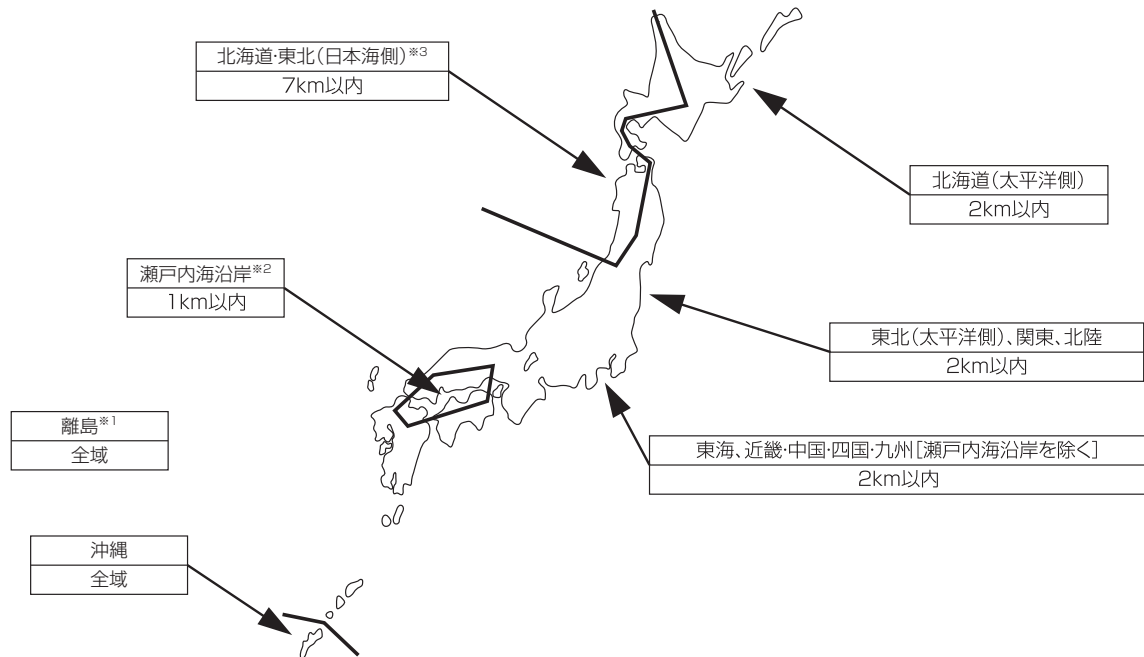 北海道・東北(日本海側)※3
7km以内
北海道(太平洋側)
2km以内
瀬戸内海沿岸※2
1km以内
東北(太平洋側)、関東、北陸
2km以内
離島※1
全域
東海、近畿・中国・四国・九州[瀬戸内海沿岸を除く]
2km以内
沖縄
全域